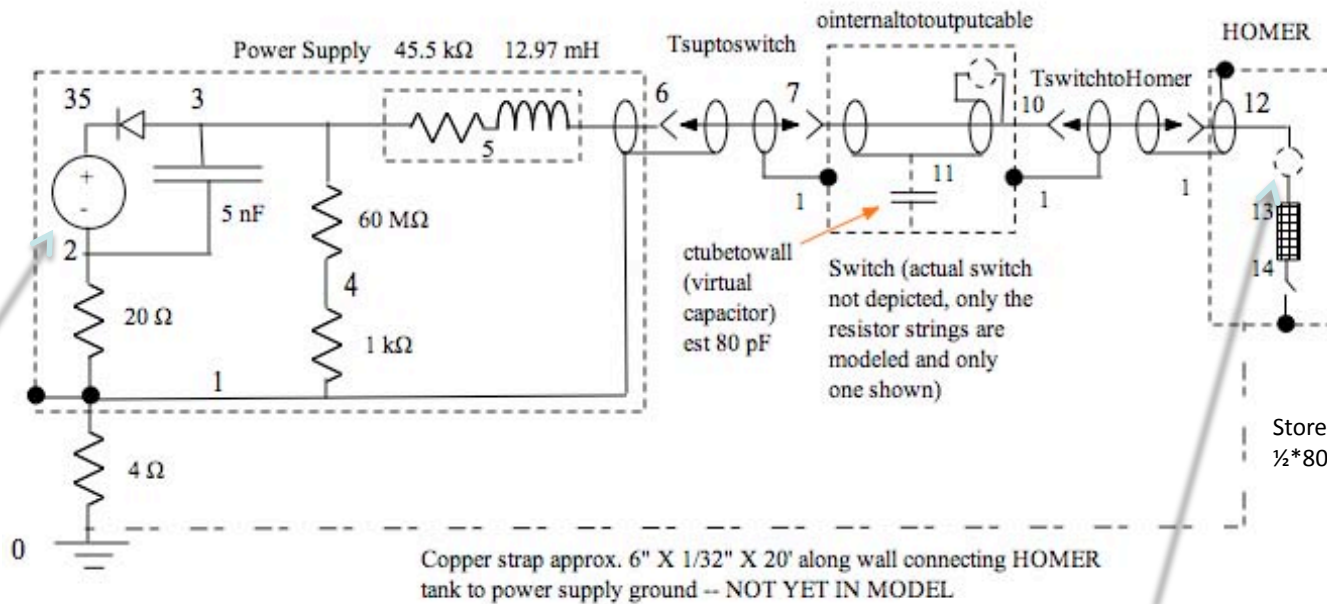 ointernaltotoutputcable
Power Supply 45.5 kΩ 12.97 mH
Tsuptoswitch
HOMER
TswitchtoHomer
35
3
6
7
10
12
5
+
-
5 nF
2
60 MΩ
11
1
1
1
13
14
4
20 Ω
1 kΩ
1
ctubetowall
(virtual
capacitor)
est 80 pF
Switch (actual switch
not depicted, only the
resistor strings are
modeled and only
one shown)
4 Ω
Store
½*80
0
Copper strap approx. 6" X 1/32" X 20' along wall connecting HOMER
tank to power supply ground -- NOT YET IN MODEL